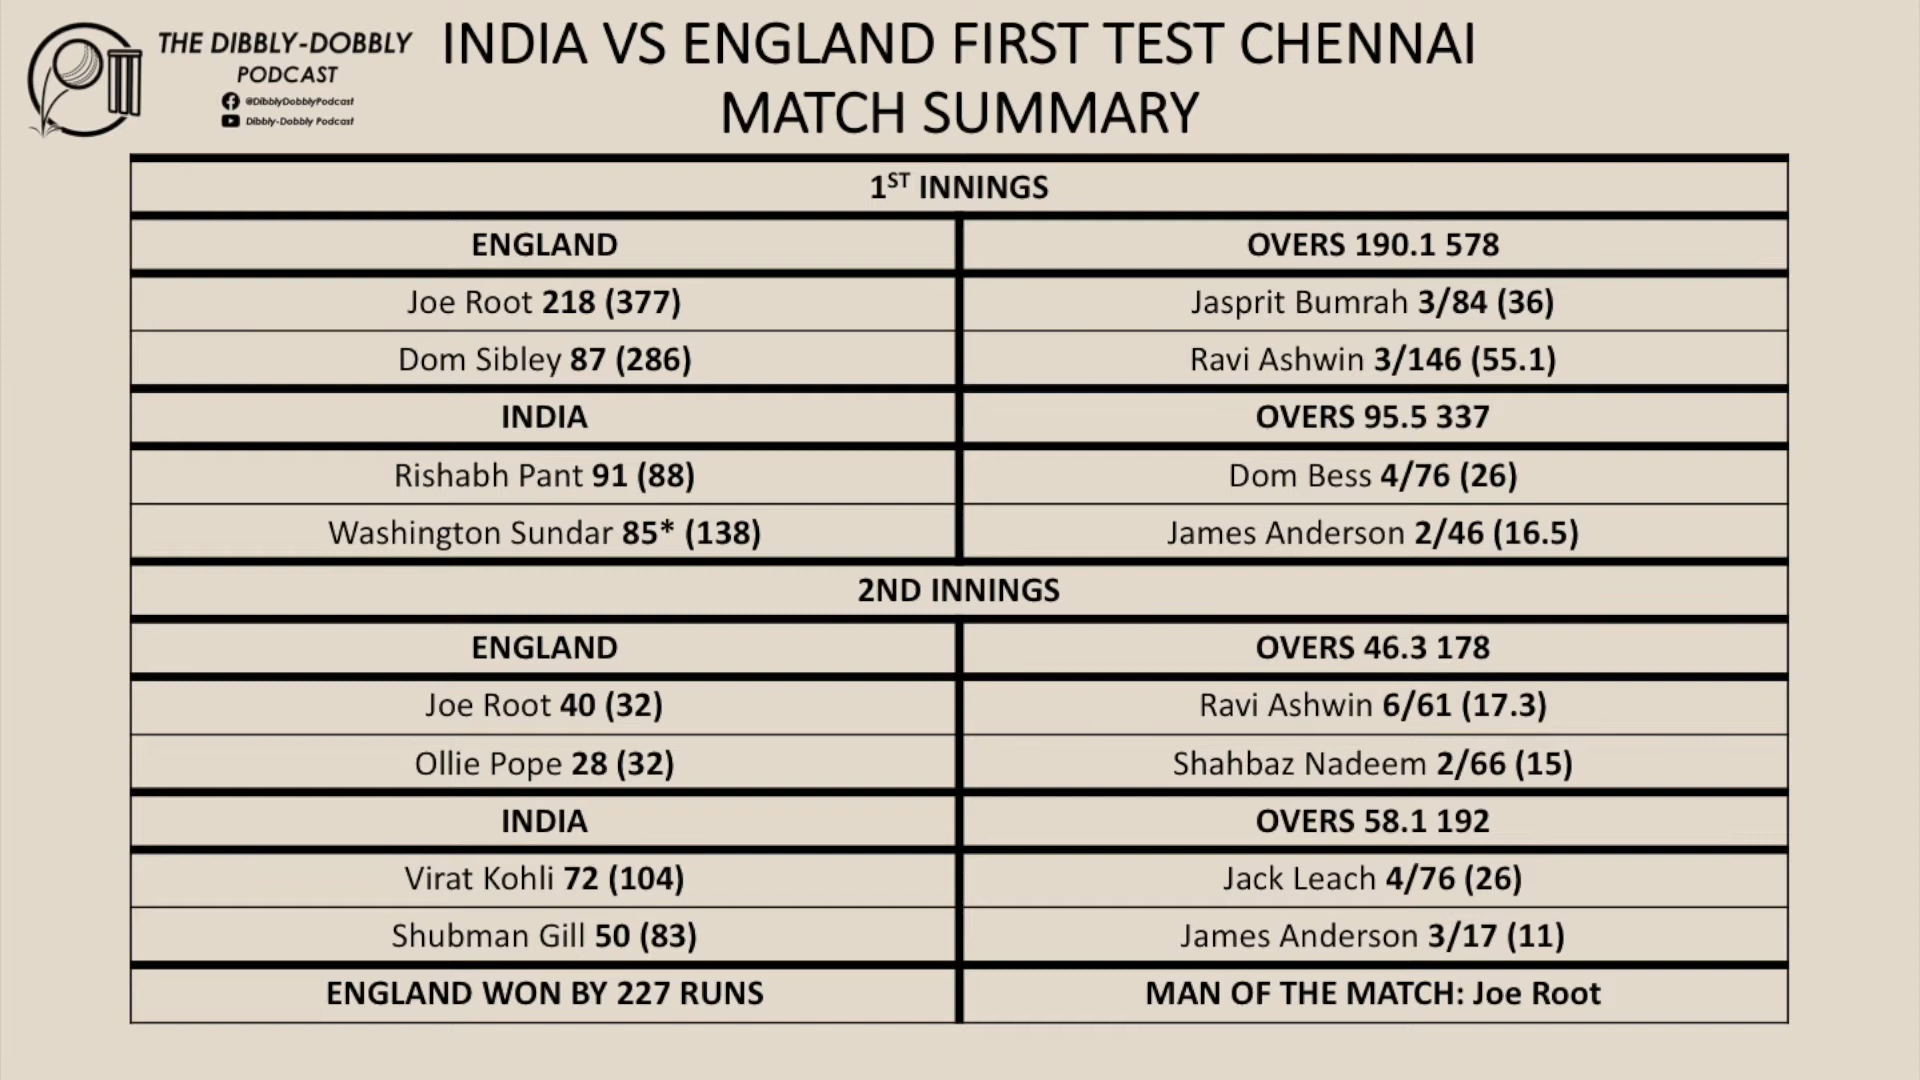 THE DIBBLY-DOBBLY
PODCAST
@DibblyDobblyPodcast
Dibbly-Dobbly Podcast
INDIA VS ENGLAND FIRST TEST CHENNAI
MATCH SUMMARY
1ST INNINGS
ENGLAND
OVERS 190.1 578
Joe Root 218 (377)
Jasprit Bumrah 3/84 (36)
Dom Sibley 87 (286)
Ravi Ashwin 3/146 (55.1)
INDIA
OVERS 95.5 337
Rishabh Pant 91 (88)
Dom Bess 4/76 (26)
Washington Sundar 85* (138)
James Anderson 2/46 (16.5)
2ND INNINGS
ENGLAND
OVERS 46.3 178
Joe Root 40 (32)
Ravi Ashwin 6/61 (17.3)
Ollie Pope 28 (32)
Shahbaz Nadeem 2/66 (15)
INDIA
OVERS 58.1 192
Virat Kohli 72 (104)
Jack Leach 4/76 (26)
Shubman Gill 50 (83)
James Anderson 3/17 (11)
ENGLAND WON BY 227 RUNS
MAN OF THE MATCH: Joe Root